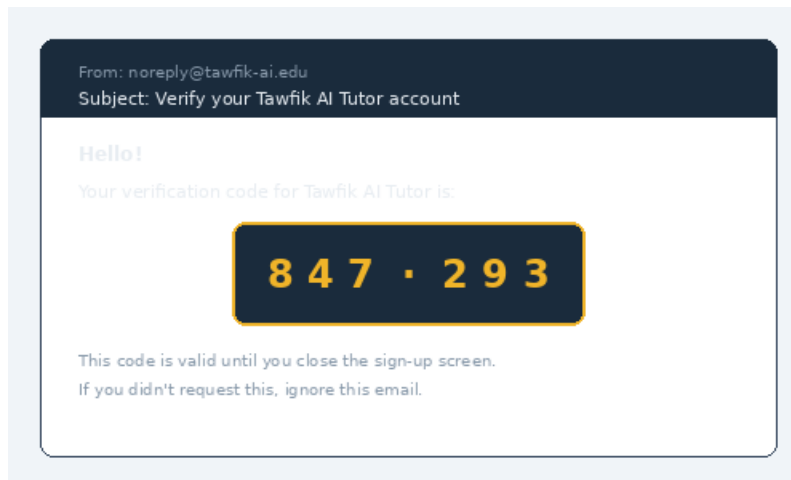 From: noreply@tawfik-ai.edu
Subject: Verify your Tawfik AI Tutor account
Hello!
Your verification code for Tawfik AI Tutor is:
8 4 7 · 2 9 3
This code is valid until you close the sign-up screen.
If you didn't request this, ignore this email.